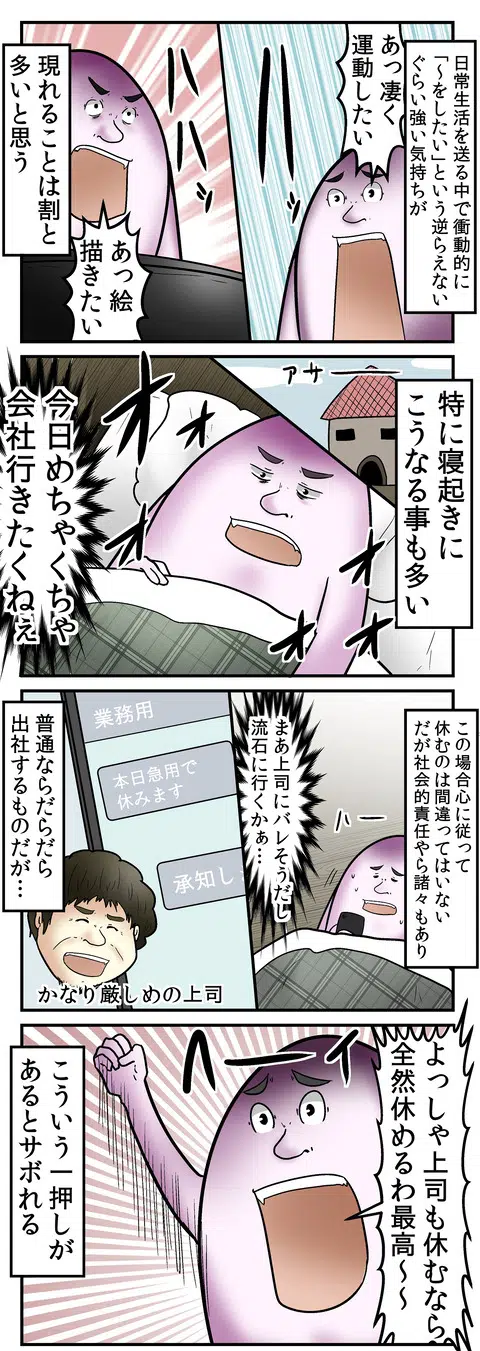 日常生活を送る中で衝動的に
「～をしたい」という逆らえない
ぐらい強い気持ちが
あっ凄く
運動したい
あっ絵
描きたい
現れることは割と
多いと思う
特に寝起きに
こうなる事も多い
アサーー
今日めちゃくちゃ
会社行きたくねぇ
この場合心に従って
休むのは間違ってはいない
だが社会的責任やら諸々もあり
ハー
まあ上司にバレそうだし
流石に行くかぁ…
業務用
本日急用で
休みます
承知し
かなり厳しめの上司
普通ならだらだら
出社するものだが…
よっしゃ上司も休むなら
全然休めるわ最高～～
ヘーーイ
こういう一押しが
あるとサボれる